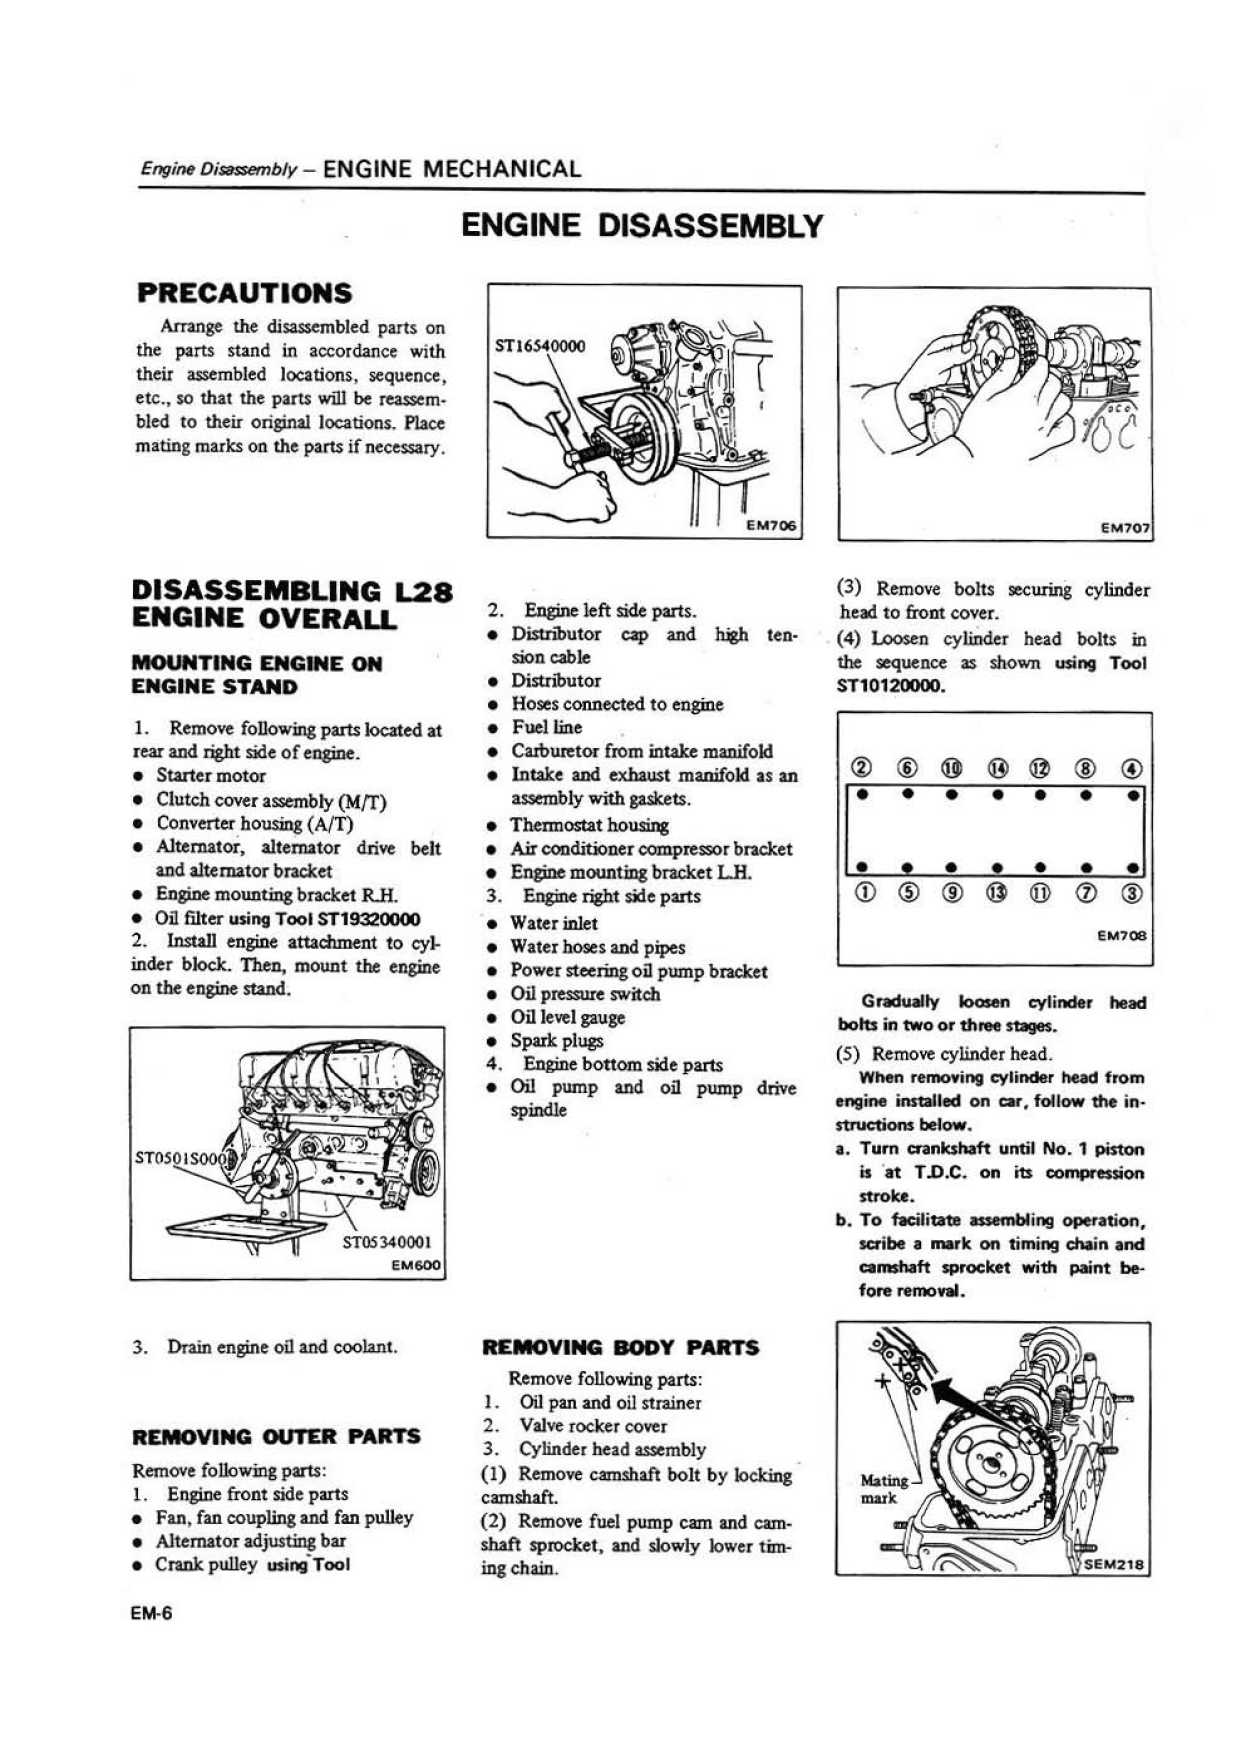 Engine Disassembly – ENGINE MECHANICAL
ENGINE DISASSEMBLY
PRECAUTIONS
Arrange the disassembled parts on
the parts stand in accordance with
their assembled locations, sequence,
etc., so that the parts will be reassem-
bled to their original locations. Place
mating marks on the parts if necessary.
DISASSEMBLING L28
ENGINE OVERALL
MOUNTING ENGINE ON
ENGINE STAND
1. Remove following parts located at
rear and right side of engine.
● Starter motor
● Clutch cover assembly (M/T)
● Converter housing (A/T)
● Alternator, alternator drive belt
and alternator bracket
● Engine mounting bracket R.H.
● Oil filter using Tool ST19320000
2. Install engine attachment to cyl-
inder block. Then, mount the engine
on the engine stand.
ST0501S000
ST05340001
EM600
3. Drain engine oil and coolant.
REMOVING OUTER PARTS
Remove following parts:
1. Engine front side parts
● Fan, fan coupling and fan pulley
● Alternator adjusting bar
● Crank pulley using Tool
ST16540000
EM706
2. Engine left side parts.
● Distributor cap and high ten-
sion cable
● Distributor
● Hoses connected to engine
● Fuel line
● Carburetor from intake manifold
● Intake and exhaust manifold as an
assembly with gaskets.
● Thermostat housing
● Air conditioner compressor bracket
● Engine mounting bracket L.H.
3. Engine right side parts
● Water inlet
● Water hoses and pipes
● Power steering oil pump bracket
● Oil pressure switch
● Oil level gauge
● Spark plugs
4. Engine bottom side parts
● Oil pump and oil pump drive
spindle
REMOVING BODY PARTS
Remove following parts:
1. Oil pan and oil strainer
2. Valve rocker cover
3. Cylinder head assembly
(1) Remove camshaft bolt by locking
camshaft.
(2) Remove fuel pump cam and cam-
shaft sprocket, and slowly lower tim-
ing chain.
EM707
(3) Remove bolts securing cylinder
head to front cover.
(4) Loosen cylinder head bolts in
the sequence as shown using Tool
ST10120000.
② ⑥ ⑩ ⑭ ⑫ ⑧ ④
① ⑤ ⑨ ⑬ ⑪ ⑦ ③
EM708
Gradually loosen cylinder head
bolts in two or three stages.
(5) Remove cylinder head.
When removing cylinder head from
engine installed on car, follow the in-
structions below.
a. Turn crankshaft until No. 1 piston
is at T.D.C. on its compression
stroke.
b. To facilitate assembling operation,
scribe a mark on timing chain and
camshaft sprocket with paint be-
fore removal.
Mating
mark
SEM218
EM-6